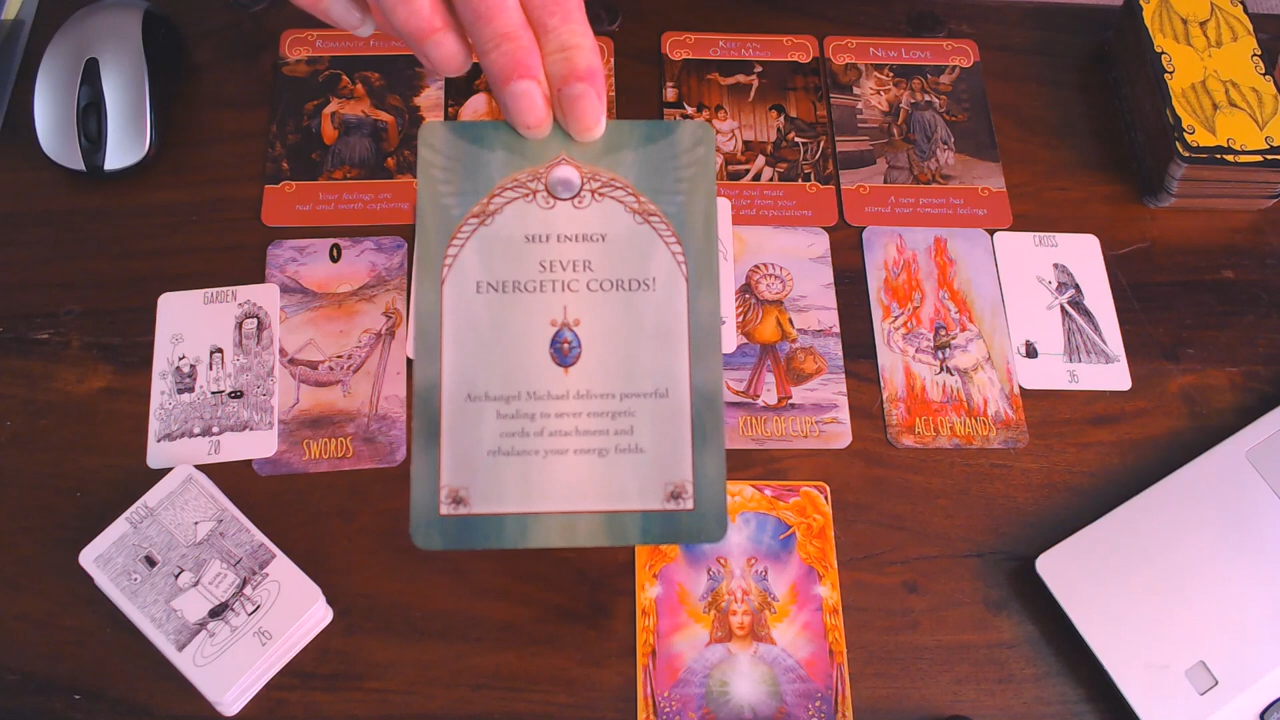 ROMANTIC FEELING
KEEP AN
OPEN MIND
NEW LOVE
Your feelings are
real and worth exploring
Your soul mate
differ from your
and expectations
A new person has
stirred your romantic feelings
SELF ENERGY
SEVER
ENERGETIC CORDS!
Archangel Michael delivers powerful
healing to sever energetic
cords of attachment and
rebalance your energy fields.
GARDEN
20
SWORDS
KING OF CUPS
ACE OF WANDS
CROSS
36
BOOK
26